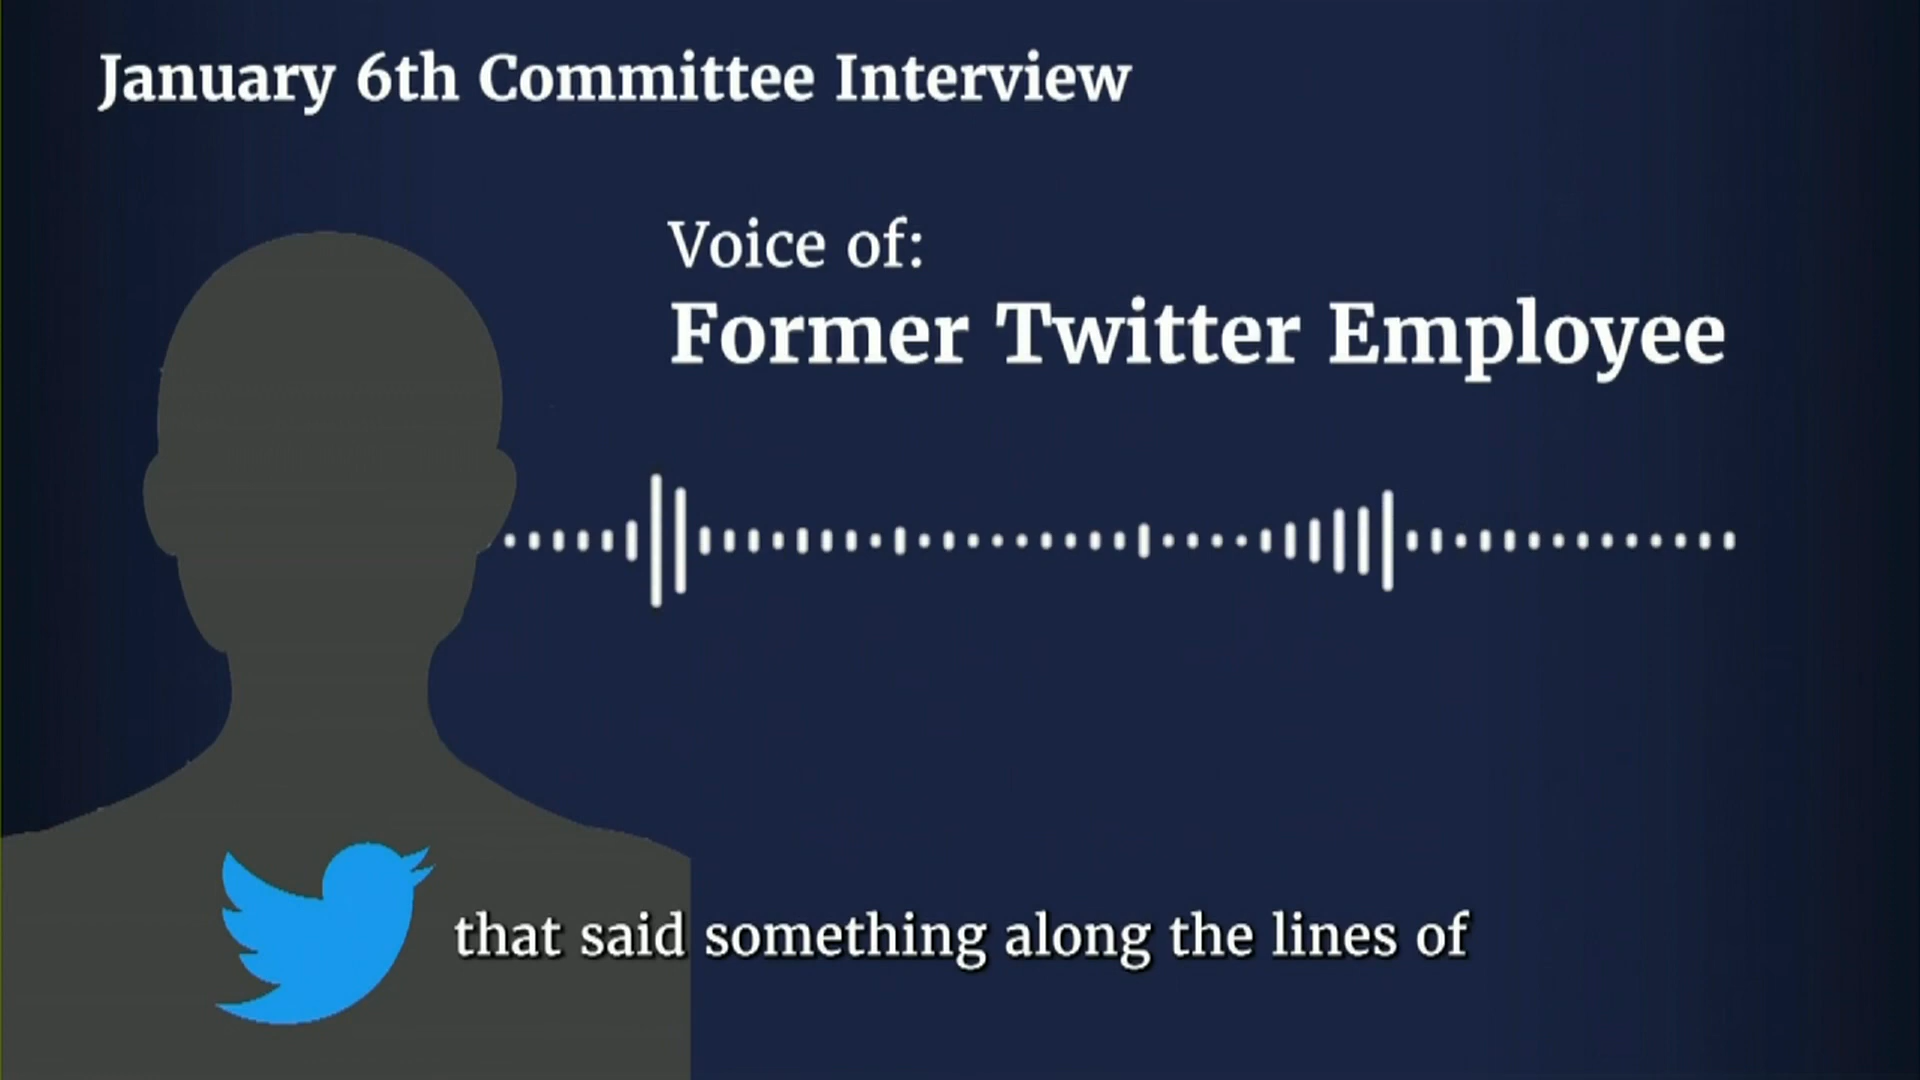 January 6th Committee Interview
Voice of:
Former Twitter Employee
that said something along the lines of